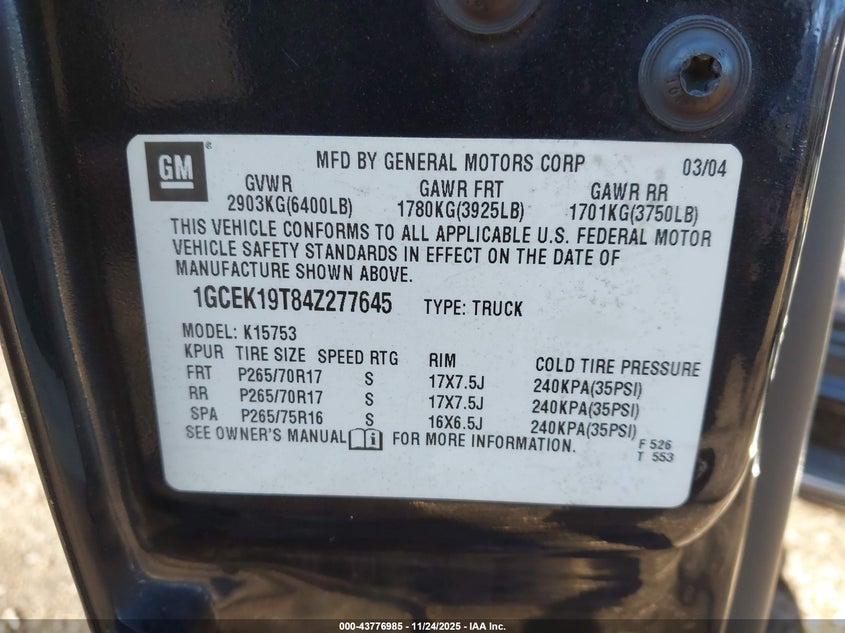 GM
®
MFD BY GENERAL MOTORS CORP 03/04
GVWR GAWR FRT GAWR RR
2903KG(6400LB) 1780KG(3925LB) 1701KG(3750LB)
THIS VEHICLE CONFORMS TO ALL APPLICABLE U.S. FEDERAL MOTOR
VEHICLE SAFETY STANDARDS IN EFFECT ON THE DATE OF
MANUFACTURE SHOWN ABOVE.
1GCEK19T84Z277645 TYPE: TRUCK
MODEL: K15753
KPUR TIRE SIZE SPEED RTG RIM COLD TIRE PRESSURE
FRT P265/70R17 S 17X7.5J 240KPA(35PSI)
RR P265/70R17 S 17X7.5J 240KPA(35PSI)
SPA P265/75R16 S 16X6.5J 240KPA(35PSI)
SEE OWNER'S MANUAL FOR MORE INFORMATION.
F 526
T 553
000-43776985 - 11/24/2025 - IAA Inc.